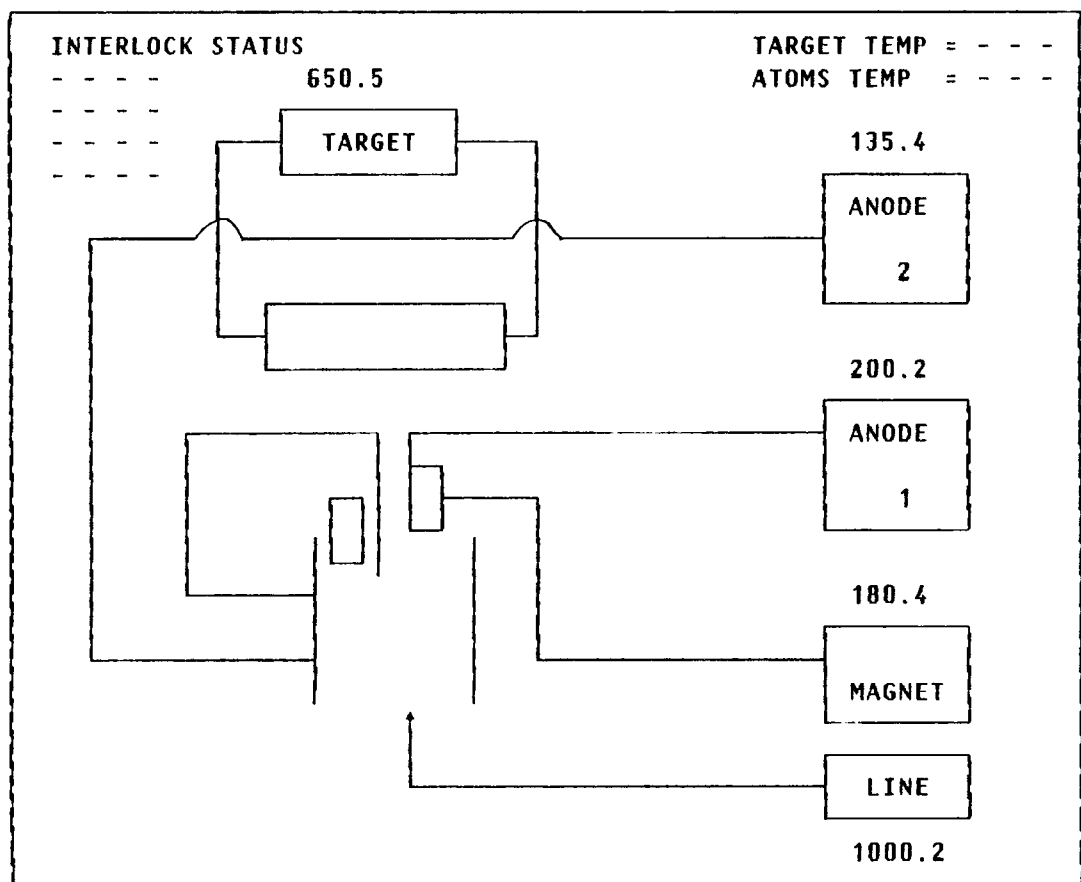 INTERLOCK STATUS
- - - -
- - - -
- - - -
- - - -
TARGET TEMP = - - -
ATOMS TEMP = - - -
650.5
TARGET
135.4
ANODE
2
200.2
ANODE
1
180.4
MAGNET
LINE
1000.2